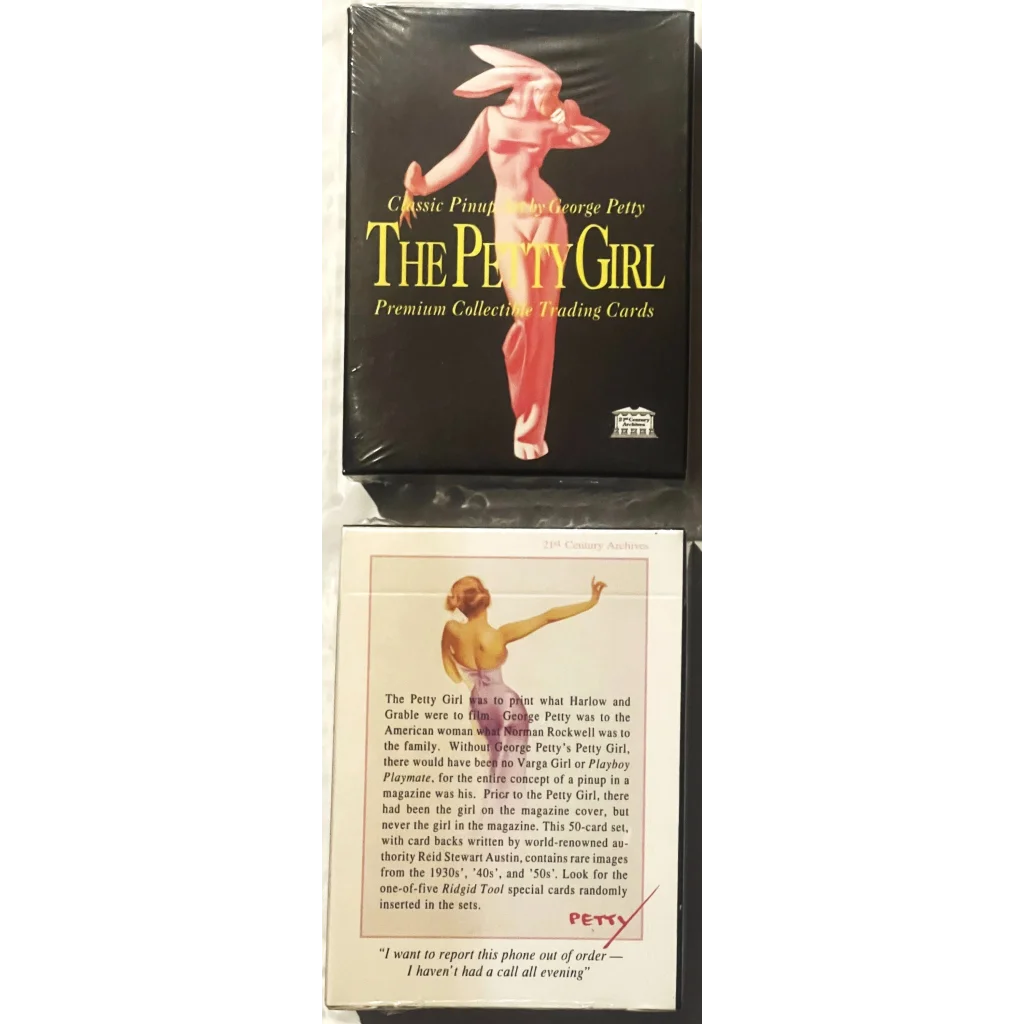 Classic Pinup Art by George Petty
THE PETTY GIRL
Premium Collectible Trading Cards
21st Century
Archives
21st Century Archives
The Petty Girl was to print what Harlow and
Grable were to film. George Petty was to the
American woman what Norman Rockwell was to
the family. Without George Petty's Petty Girl,
there would have been no Varga Girl or Playboy
Playmate, for the entire concept of a pinup in a
magazine was his. Prior to the Petty Girl, there
had been the girl on the magazine cover, but
never the girl in the magazine. This 50-card set,
with card backs written by world-renowned au-
thority Reid Stewart Austin, contains rare images
from the 1930s', '40s', and '50s'. Look for the
one-of-five Ridgid Tool special cards randomly
inserted in the sets.
PETTY
"I want to report this phone out of order —
I haven't had a call all evening"